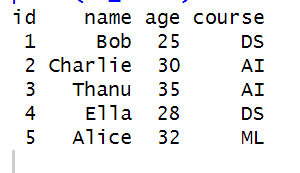 id name age course
1 Bob 25 DS
2 Charlie 30 AI
3 Thanu 35 AI
4 Ella 28 DS
5 Alice 32 ML